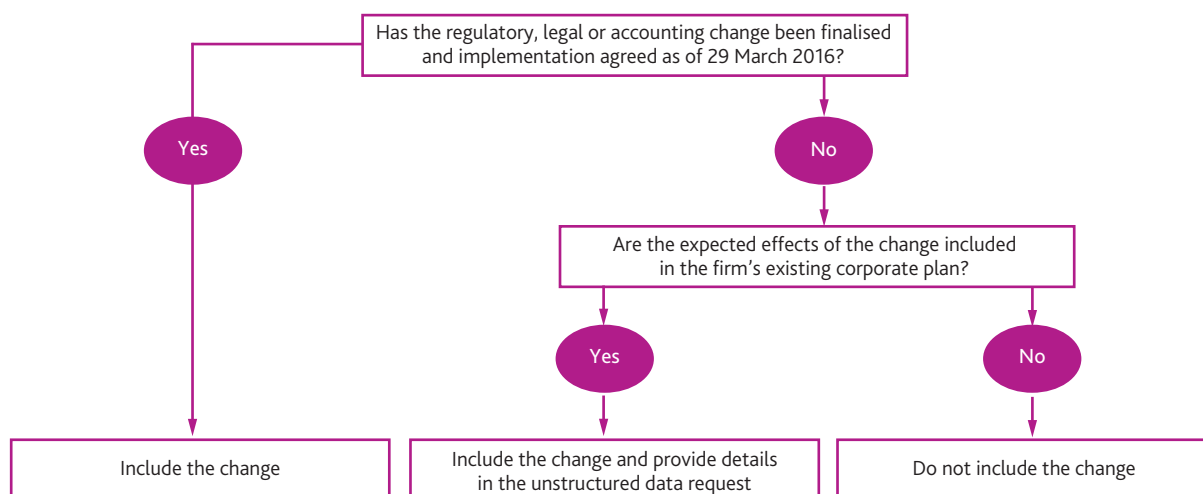 Has the regulatory, legal or accounting change been finalised
and implementation agreed as of 29 March 2016?
Yes
No
Are the expected effects of the change included
in the firm’s existing corporate plan?
Yes
No
Include the change
Include the change and provide details
in the unstructured data request
Do not include the change